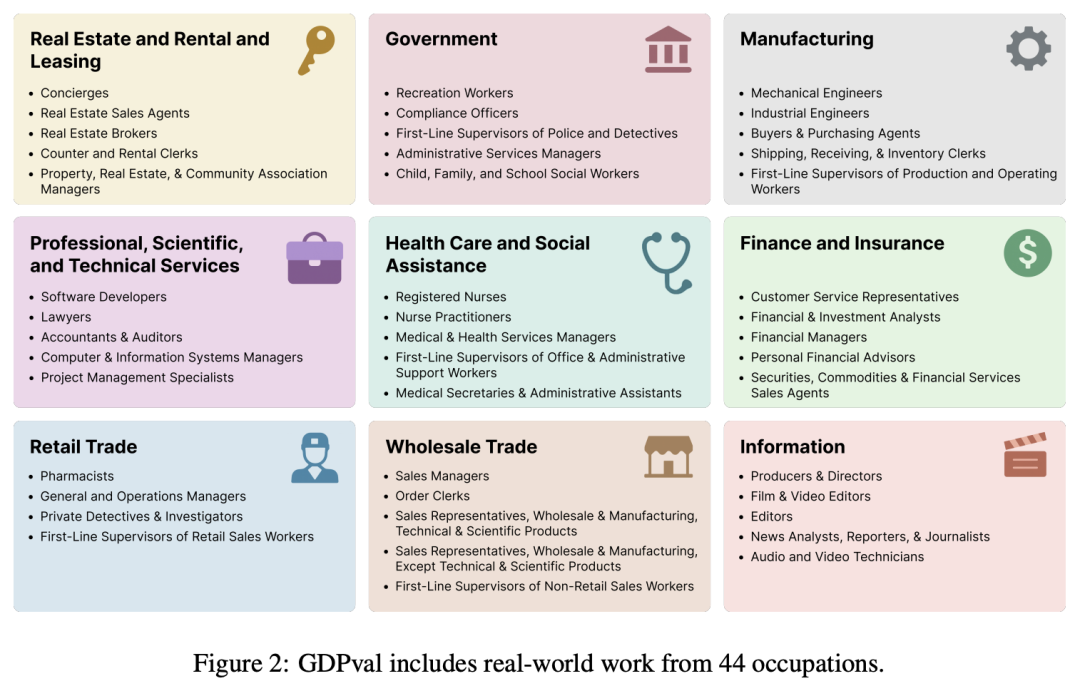 Real Estate and Rental and
Leasing
• Concierges
• Real Estate Sales Agents
• Real Estate Brokers
• Counter and Rental Clerks
• Property, Real Estate, & Community Association
Managers
Government
• Recreation Workers
• Compliance Officers
• First-Line Supervisors of Police and Detectives
• Administrative Services Managers
• Child, Family, and School Social Workers
Manufacturing
• Mechanical Engineers
• Industrial Engineers
• Buyers & Purchasing Agents
• Shipping, Receiving, & Inventory Clerks
• First-Line Supervisors of Production and Operating
Workers
Professional, Scientific,
and Technical Services
• Software Developers
• Lawyers
• Accountants & Auditors
• Computer & Information Systems Managers
• Project Management Specialists
Health Care and Social
Assistance
• Registered Nurses
• Nurse Practitioners
• Medical & Health Services Managers
• First-Line Supervisors of Office & Administrative
Support Workers
• Medical Secretaries & Administrative Assistants
Finance and Insurance
$
• Customer Service Representatives
• Financial & Investment Analysts
• Financial Managers
• Personal Financial Advisors
• Securities, Commodities & Financial Services
Sales Agents
Retail Trade
• Pharmacists
• General and Operations Managers
• Private Detectives & Investigators
• First-Line Supervisors of Retail Sales Workers
Wholesale Trade
• Sales Managers
• Order Clerks
• Sales Representatives, Wholesale & Manufacturing,
Technical & Scientific Products
• Sales Representatives, Wholesale & Manufacturing,
Except Technical & Scientific Products
• First-Line Supervisors of Non-Retail Sales Workers
Information
• Producers & Directors
• Film & Video Editors
• Editors
• News Analysts, Reporters, & Journalists
• Audio and Video Technicians
Figure 2: GDPval includes real-world work from 44 occupations.